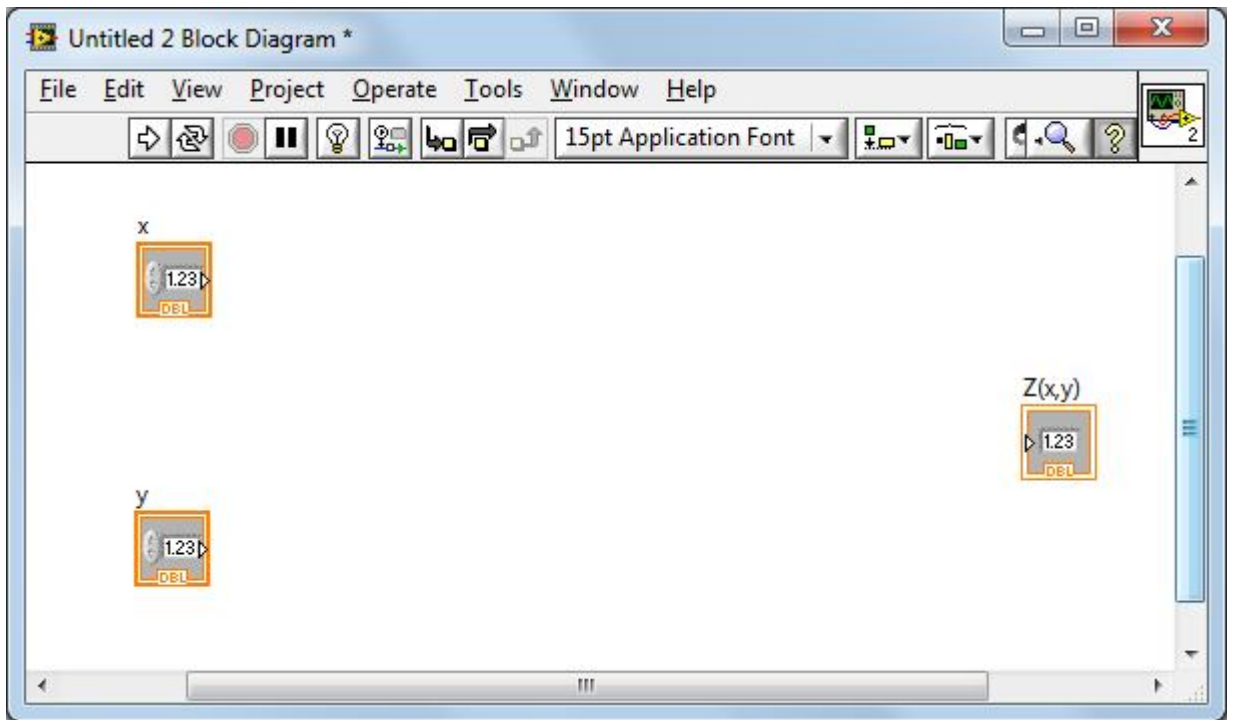 Untitled 2 Block Diagram *
File Edit View Project Operate Tools Window Help
15pt Application Font
2
x
1.23
DBL
Z(x,y)
1.23
DBL
y
1.23
DBL